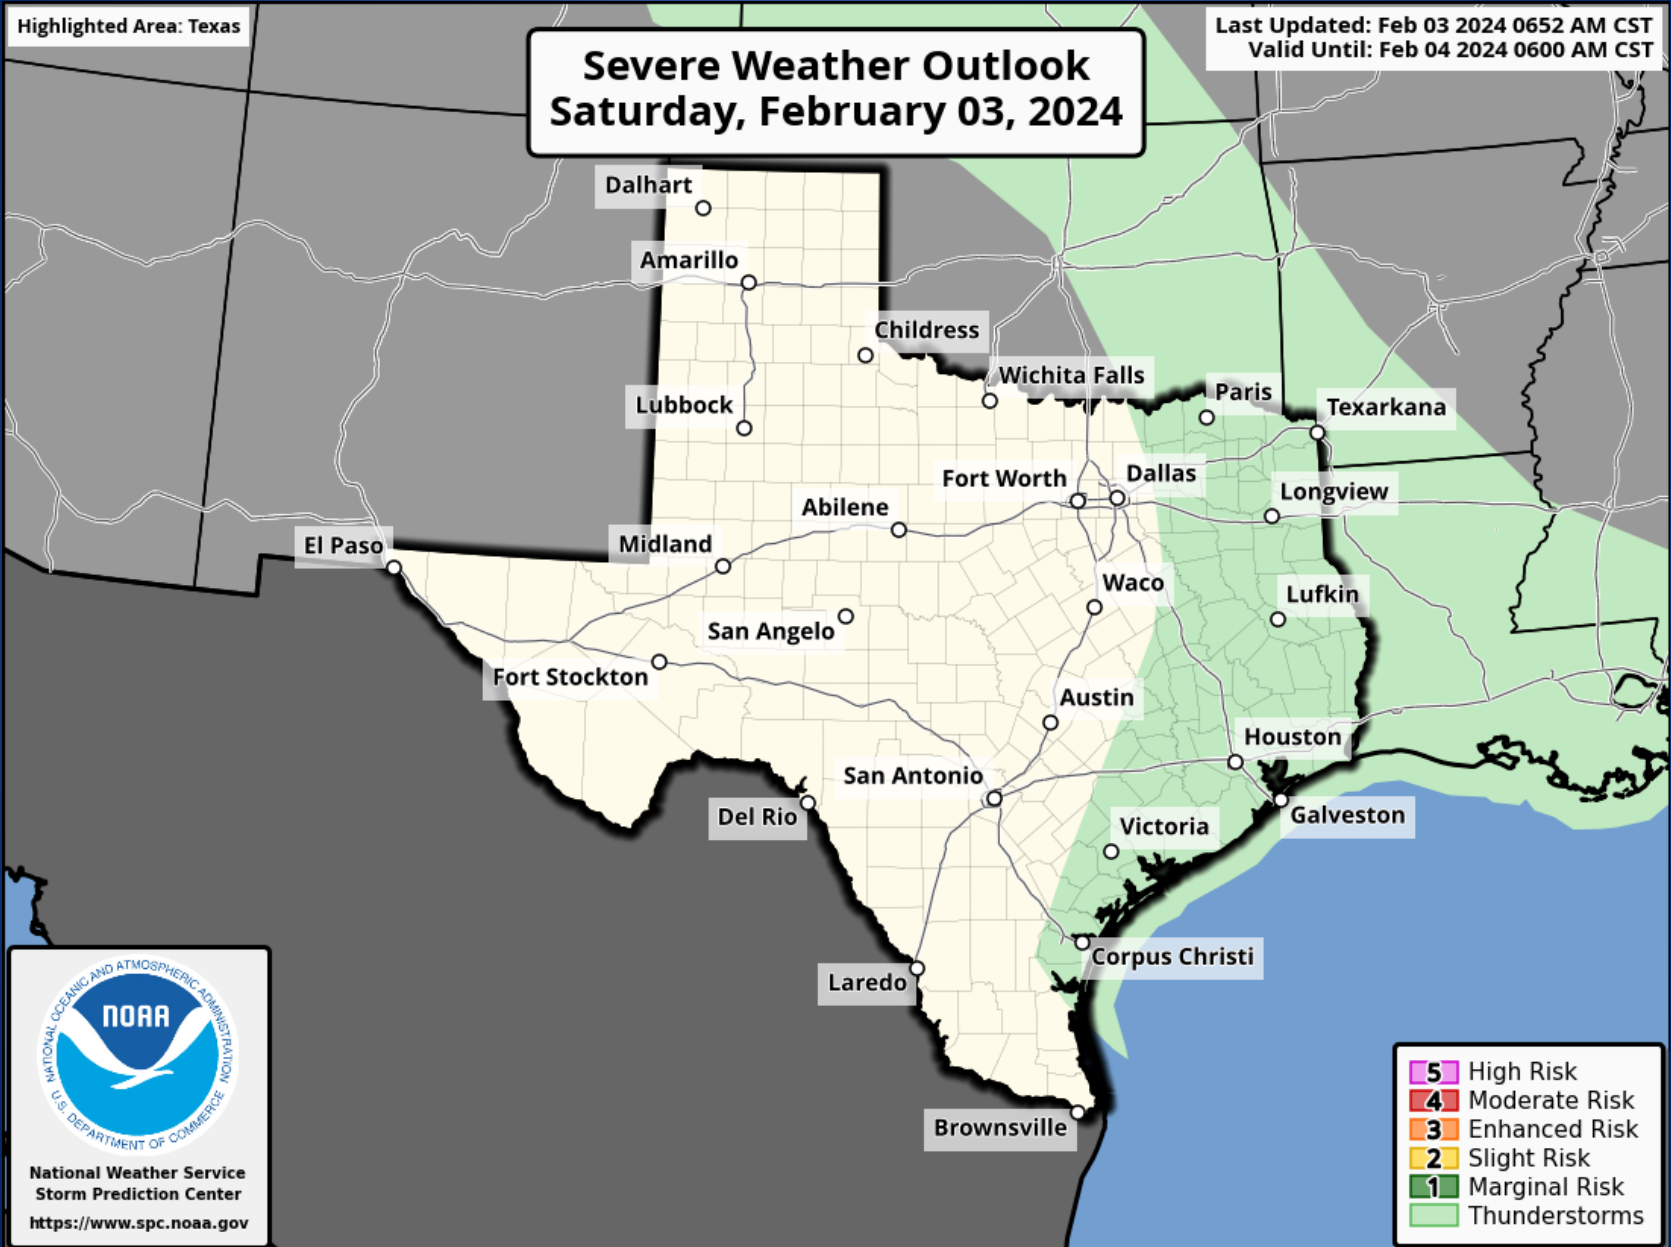 Highlighted Area: Texas
Severe Weather Outlook
Saturday, February 03, 2024
Last Updated: Feb 03 2024 0652 AM CST
Valid Until: Feb 04 2024 0600 AM CST
Dalhart
Amarillo
Childress
Wichita Falls
Paris
Lubbock
Texarkana
Fort Worth
Dallas
Longview
Abilene
El Paso
Midland
Waco
Lufkin
San Angelo
Fort Stockton
Austin
Houston
San Antonio
Del Rio
Galveston
Victoria
Corpus Christi
Laredo
Brownsville
NATIONAL OCEANIC AND ATMOSPHERIC ADMINISTRATION
NOAA
U.S. DEPARTMENT OF COMMERCE
National Weather Service
Storm Prediction Center
https://www.spc.noaa.gov
5 High Risk
4 Moderate Risk
3 Enhanced Risk
2 Slight Risk
1 Marginal Risk
Thunderstorms